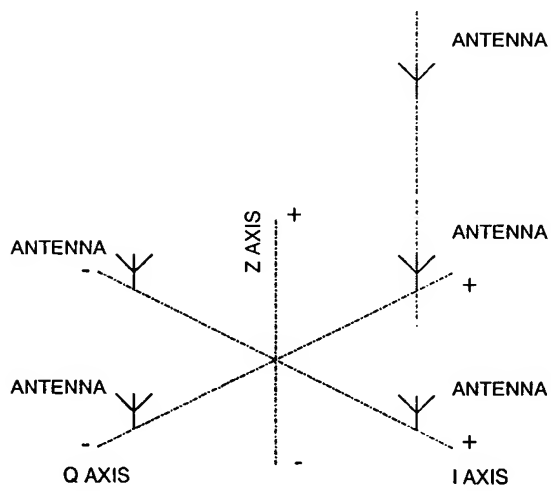 ANTENNA
Z AXIS
+
ANTENNA
ANTENNA
-
+
ANTENNA
ANTENNA
-
+
-
Q AXIS
I AXIS